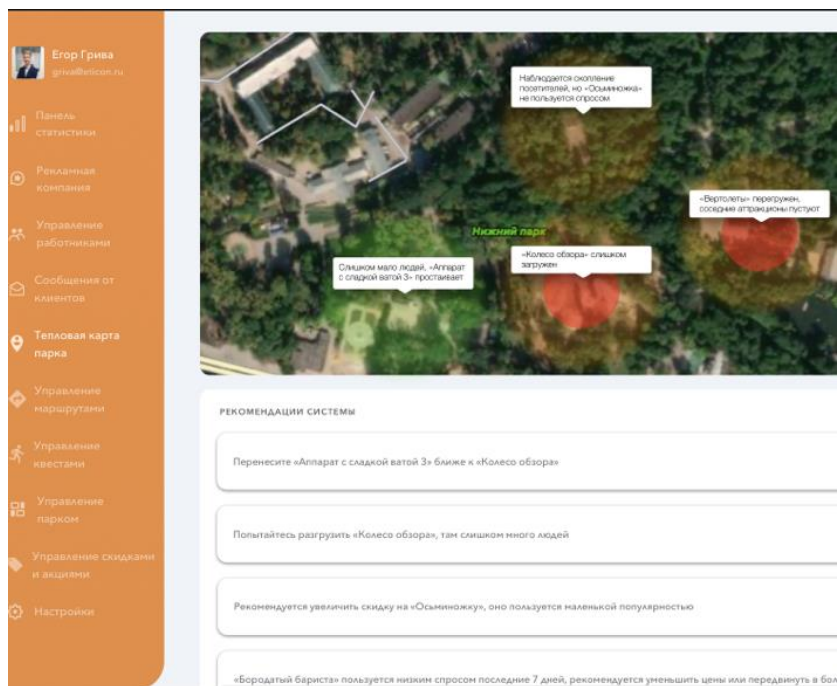 Егор Грива
griva@eticon.ru
Панель
статистики
Рекламная
компания
Управление
работниками
Сообщения от
клиентов
Тепловая карта
парка
Управление
маршрутами
Управление
квестами
Управление
парком
Управление скидками
и акциями
Настройки
Наблюдается скопление
посетителей, но «Осьминожка»
не пользуется спросом
«Вертолеты» перегружен,
соседние аттракционы пустуют
Нижний парк
«Колесо обзора» слишком
загружен
Слишком мало людей, «Аппарат
с сладкой ватой 3» простаивает
РЕКОМЕНДАЦИИ СИСТЕМЫ
Перенесите «Аппарат с сладкой ватой 3» ближе к «Колесо обзора»
Попытайтесь разгрузить «Колесо обзора», там слишком много людей
Рекомендуется увеличить скидку на «Осьминожку», оно пользуется маленькой популярностью
«Бородатый бариста» пользуется низким спросом последние 7 дней, рекомендуется уменьшить цены или передвинуть в бол